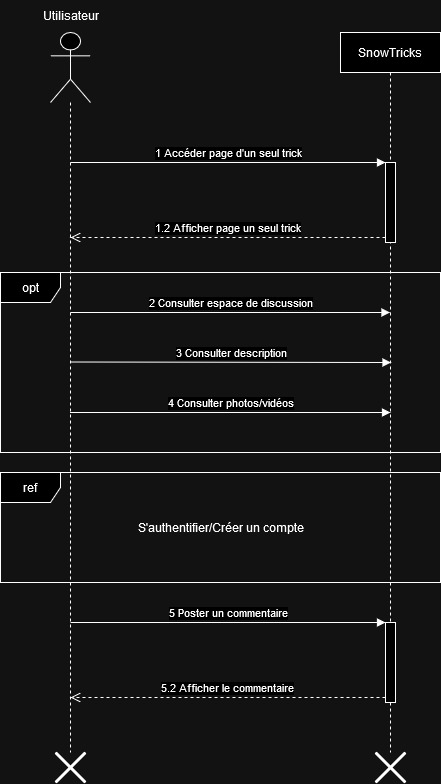 Utilisateur
SnowTricks
1 Accéder page d'un seul trick
1.2 Afficher page un seul trick
opt
2 Consulter espace de discussion
3 Consulter description
4 Consulter photos/vidéos
ref
S'authentifier/Créer un compte
5 Poster un commentaire
5.2 Afficher le commentaire